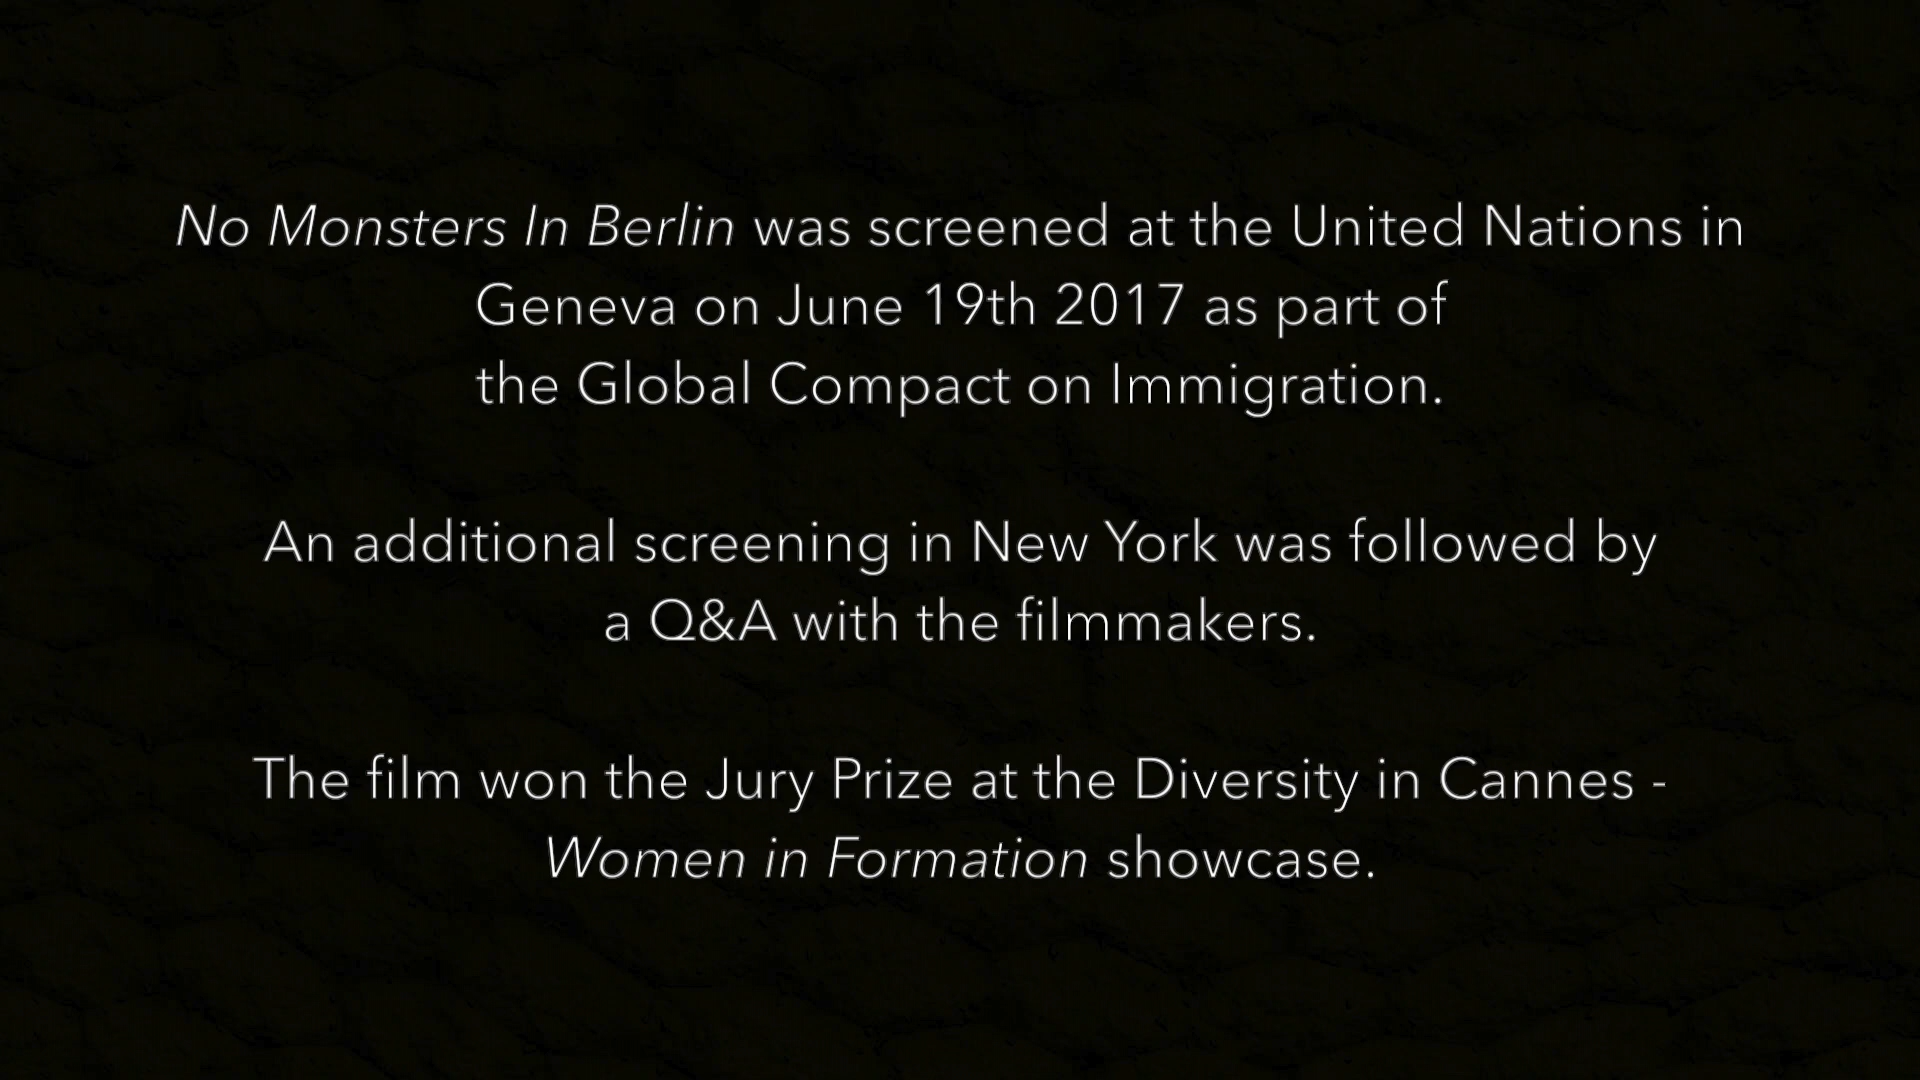 No Monsters In Berlin was screened at the United Nations in
Geneva on June 19th 2017 as part of
the Global Compact on Immigration.
An additional screening in New York was followed by
a Q&A with the filmmakers.
The film won the Jury Prize at the Diversity in Cannes -
Women in Formation showcase.